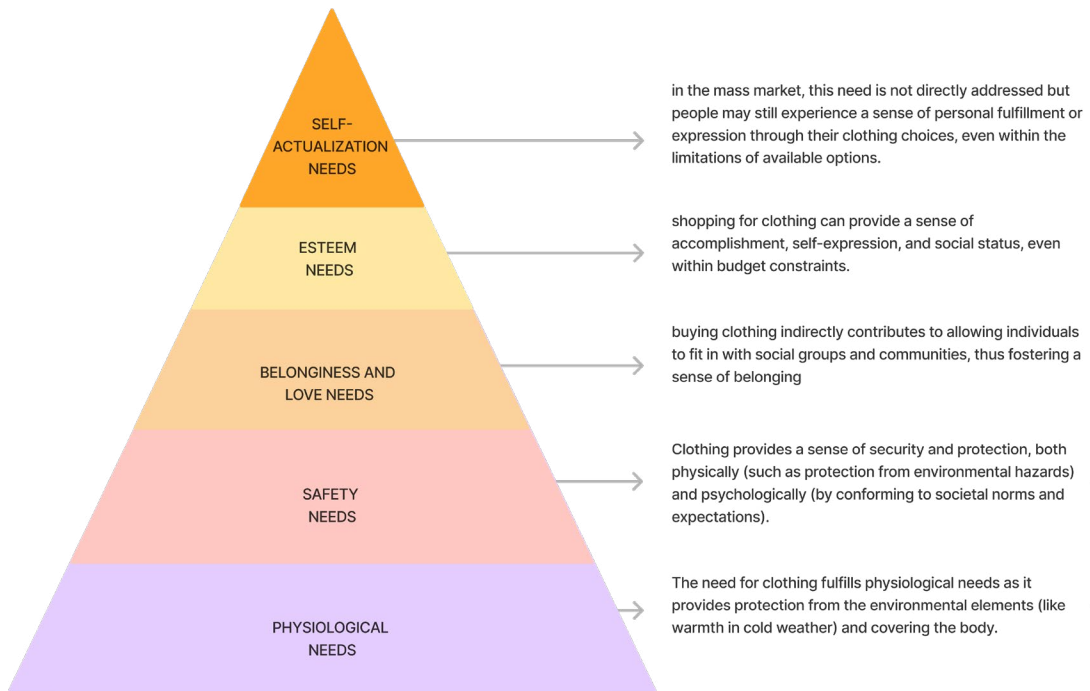 SELF-
ACTUALIZATION
NEEDS
in the mass market, this need is not directly addressed but
people may still experience a sense of personal fulfillment or
expression through their clothing choices, even within the
limitations of available options.
ESTEEM
NEEDS
shopping for clothing can provide a sense of
accomplishment, self-expression, and social status, even
within budget constraints.
BELONGINESS AND
LOVE NEEDS
buying clothing indirectly contributes to allowing individuals
to fit in with social groups and communities, thus fostering a
sense of belonging
SAFETY
NEEDS
Clothing provides a sense of security and protection, both
physically (such as protection from environmental hazards)
and psychologically (by conforming to societal norms and
expectations).
PHYSIOLOGICAL
NEEDS
The need for clothing fulfills physiological needs as it
provides protection from the environmental elements (like
warmth in cold weather) and covering the body.